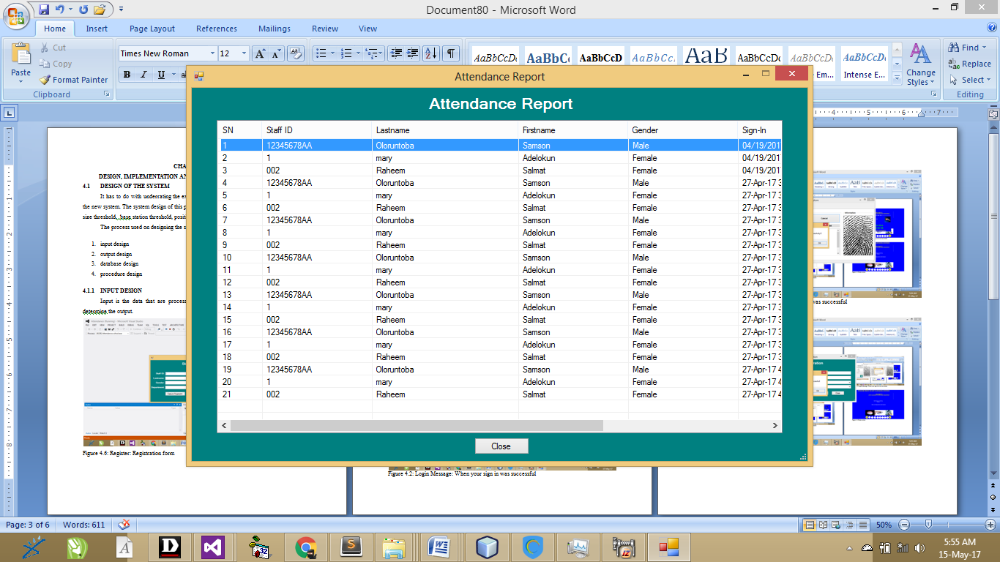 Document80 - Microsoft Word
Home Insert Page Layout References Mailings Review View
Paste
Cut
Copy
Format Painter
Clipboard
Times New Roman 12
B I U
AaBbCcDc AaBbC AaBbCcD AaBbCc. AaB AaBbCcDc AaBbCcDc AaBbCcDc
Em... Intense E...
Change
Styles
Find
Replace
Select
Editing
Attendance Report
Attendance Report
SN Staff ID Lastname Firstname Gender Sign-In
1 12345678AA Oloruntoba Samson Male 04/19/201
2 1 mary Adelokun Female 04/19/201
3 002 Raheem Salmat Female 04/19/201
4 12345678AA Oloruntoba Samson Male 27-Apr-17 3
5 1 mary Adelokun Female 27-Apr-17 3
6 002 Raheem Salmat Female 27-Apr-17 3
7 12345678AA Oloruntoba Samson Male 27-Apr-17 3
8 1 mary Adelokun Female 27-Apr-17 3
9 002 Raheem Salmat Female 27-Apr-17 3
10 12345678AA Oloruntoba Samson Male 27-Apr-17 3
11 1 mary Adelokun Female 27-Apr-17 3
12 002 Raheem Salmat Female 27-Apr-17 3
13 12345678AA Oloruntoba Samson Male 27-Apr-17 3
14 1 mary Adelokun Female 27-Apr-17 3
15 002 Raheem Salmat Female 27-Apr-17 3
16 12345678AA Oloruntoba Samson Male 27-Apr-17 3
17 1 mary Adelokun Female 27-Apr-17 3
18 002 Raheem Salmat Female 27-Apr-17 3
19 12345678AA Oloruntoba Samson Male 27-Apr-17 4
20 1 mary Adelokun Female 27-Apr-17 4
21 002 Raheem Salmat Female 27-Apr-17 4
Close
CHA
DESIGN, IMPLEMENTATION AN
4.1 DESIGN OF THE SYSTEM
It has to do with underrating the ex
the new system. The system design of this p
size threshold, base station threshold, posit
The process used on designing the s
1. input design
2. output design
3. database design
4. procedure design
4.1.1 INPUT DESIGN
Input is the data that are process
determine the output.
Figure 4.6: Register: Registration form
Figure 4.2: Login Message: When your sign in was successful
was successful
Page: 3 of 6 Words: 611
50%
5:55 AM
15-May-17